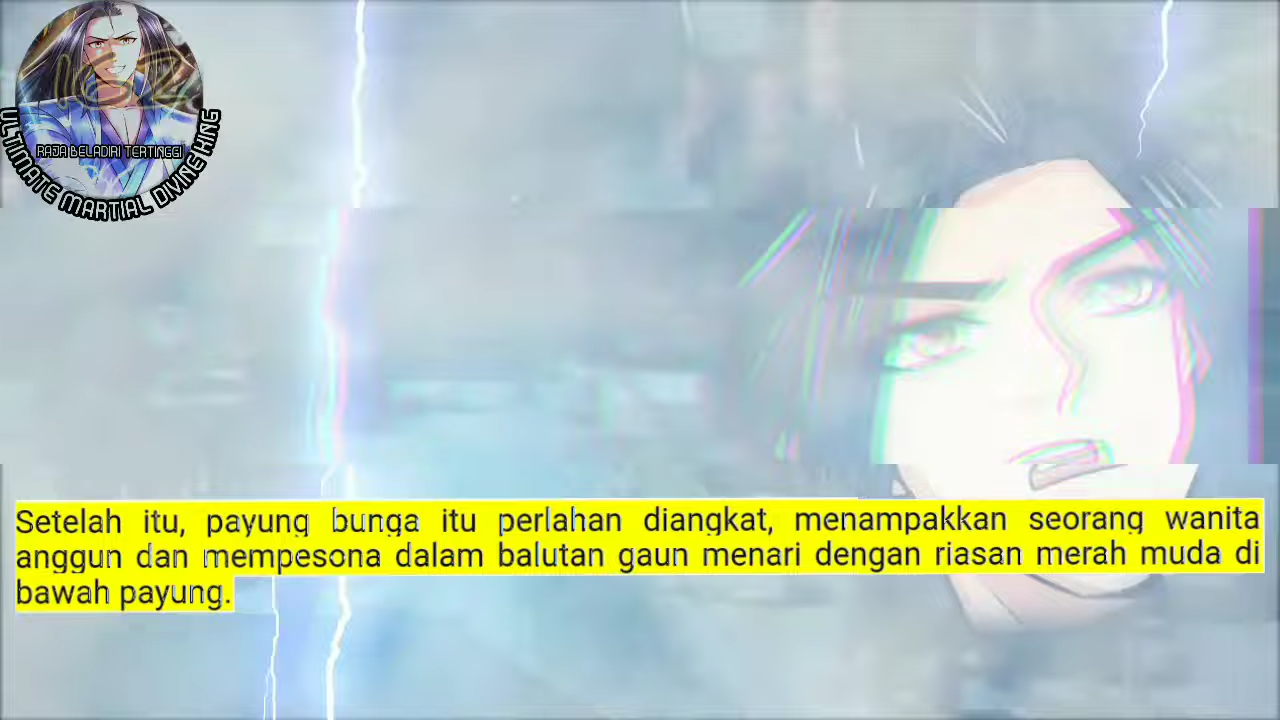 162
RAJA BELADIRI TERTINGGI
ULTIMATE MARTIAL DIVINE KING
Setelah itu, payung bunga itu perlahan diangkat, menampakkan seorang wanita
anggun dan mempesona dalam balutan gaun menari dengan riasan merah muda di
bawah payung.